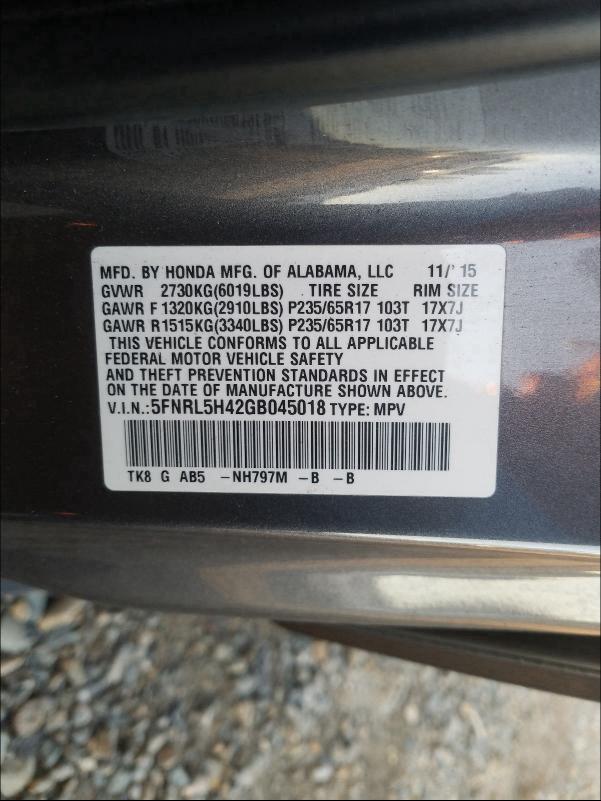 MFD. BY HONDA MFG. OF ALABAMA, LLC 11/'15
GVWR 2730KG(6019LBS) TIRE SIZE RIM SIZE
GAWR F 1320KG(2910LBS) P235/65R17 103T 17X7J
GAWR R1515KG(3340LBS) P235/65R17 103T 17X7J
THIS VEHICLE CONFORMS TO ALL APPLICABLE
FEDERAL MOTOR VEHICLE SAFETY
AND THEFT PREVENTION STANDARDS IN EFFECT
ON THE DATE OF MANUFACTURE SHOWN ABOVE.
V.I.N.:5FNRL5H42GB045018 TYPE: MPV
TK8 G AB5 -NH797M -B -B